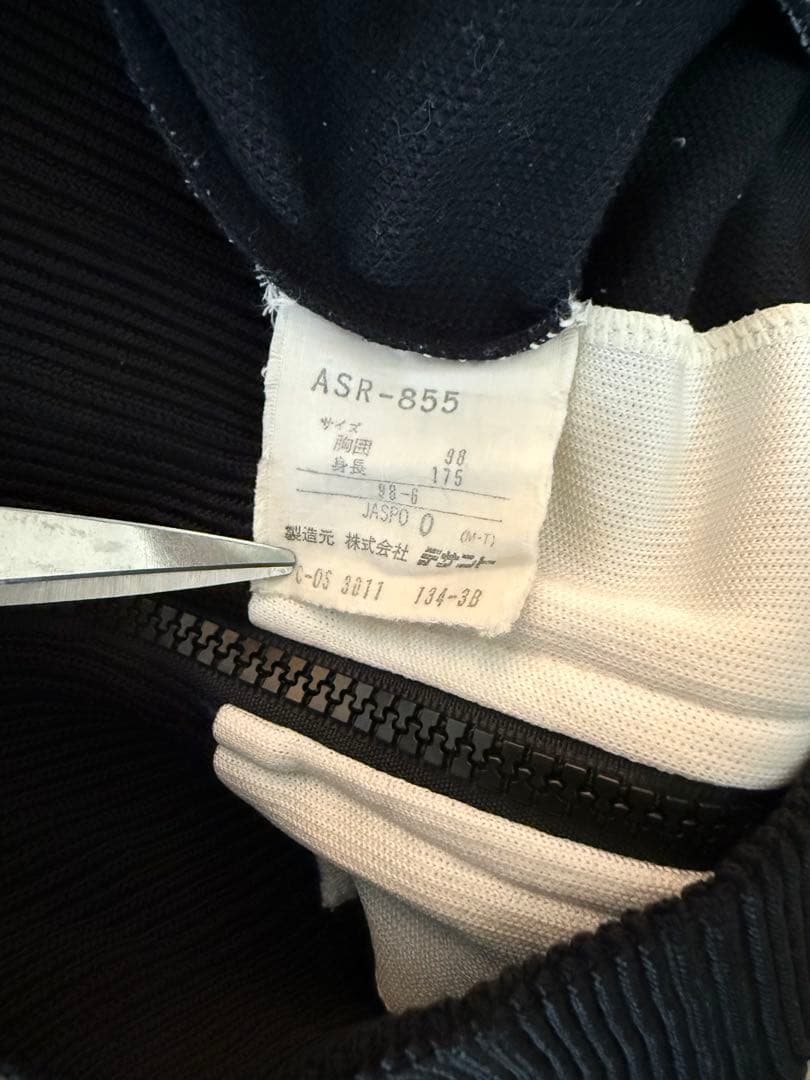 ASR-855
サイズ
胸囲 98
身長 175
98-6
JASPO O (M-T)
製造元 株式会社 デサント
C-OS 3011 134-3B